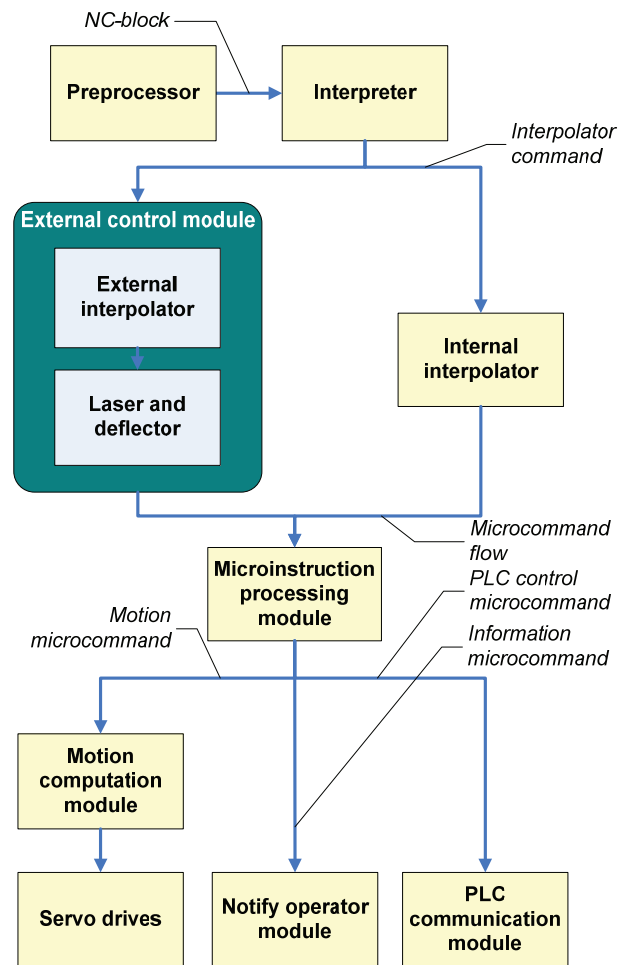 NC-block
Preprocessor
Interpreter
Interpolator
command
External control module
External
interpolator
Internal
interpolator
Laser and
deflector
Microcommand
flow
Microinstruction
processing
module
PLC control
microcommand
Motion
microcommand
Information
microcommand
Motion
computation
module
Servo drives
Notify operator
module
PLC
communication
module